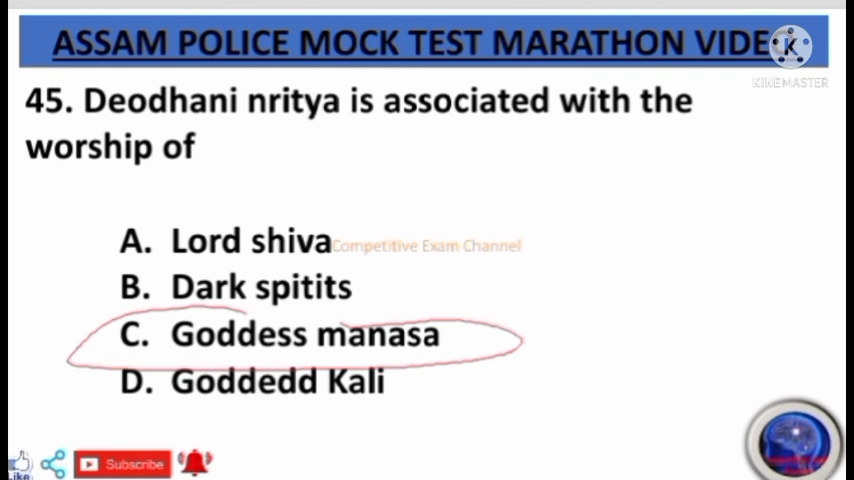 ASSAM POLICE MOCK TEST MARATHON VIDE
K
KINEMASTER
45. Deodhani nritya is associated with the
worship of
A. Lord shiva
Competitive Exam Channel
B. Dark spitits
C. Goddess manasa
D. Goddedd Kali
Like
Subscribe